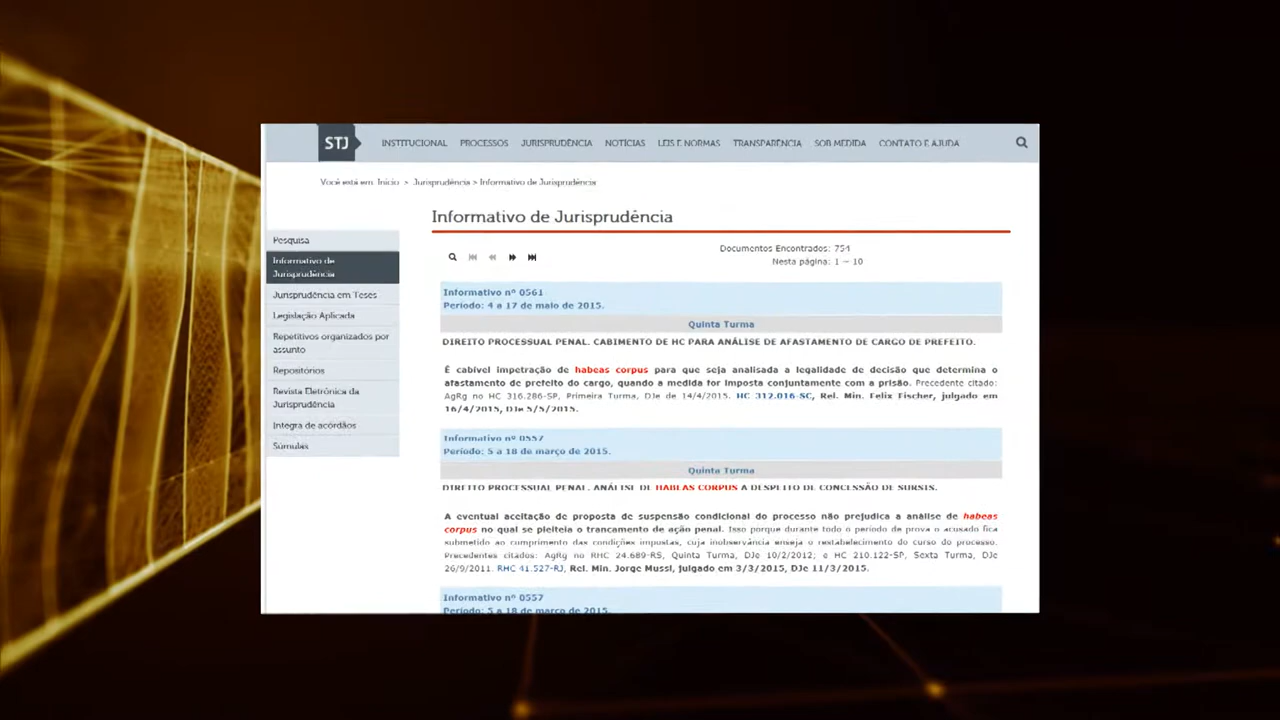 STJ INSTITUCIONAL PROCESSOS JURISPRUDÊNCIA NOTÍCIAS LEIS E NORMAS TRANSPARÊNCIA SOB MEDIDA CONTATO E AJUDA
Você está em: Início > Jurisprudência > Informativo de Jurisprudência
Informativo de Jurisprudência
Pesquisa
Informativo de
Jurisprudência
Jurisprudência em Teses
Legislação Aplicada
Repetitivos organizados por
assunto
Repositórios
Revista Eletrônica da
Jurisprudência
Íntegra de acórdãos
Súmulas
Documentos Encontrados: 754
Nesta página: 1 – 10
Informativo nº 0561
Período: 4 a 17 de maio de 2015.
Quinta Turma
DIREITO PROCESSUAL PENAL. CABIMENTO DE HC PARA ANÁLISE DE AFASTAMENTO DE CARGO DE PREFEITO.
É cabível impetração de habeas corpus para que seja analisada a legalidade de decisão que determina o
afastamento de prefeito do cargo, quando a medida for imposta conjuntamente com a prisão. Precedente citado:
AgRg no HC 316.286-SP, Primeira Turma, DJe de 14/4/2015. HC 312.016-SC, Rel. Min. Felix Fischer, julgado em
16/4/2015, DJe 5/5/2015.
Informativo nº 0557
Período: 5 a 18 de março de 2015.
Quinta Turma
DIREITO PROCESSUAL PENAL. ANÁLISE DE HABEAS CORPUS A DESPEITO DE CONCESSÃO DE SURSIS.
A eventual aceitação de proposta de suspensão condicional do processo não prejudica a análise de habeas
corpus no qual se pleiteia o trancamento de ação penal. Isso porque durante todo o período de prova o acusado fica
submetido ao cumprimento das condições impostas, cuja inobservância enseja o restabelecimento do curso do processo.
Precedentes citados: AgRg no RHC 24.689-RS, Quinta Turma, DJe 10/2/2012; e HC 210.122-SP, Sexta Turma, DJe
26/9/2011. RHC 41.527-RJ, Rel. Min. Jorge Mussi, julgado em 3/3/2015, DJe 11/3/2015.
Informativo nº 0557
Período: 5 a 18 de março de 2015.